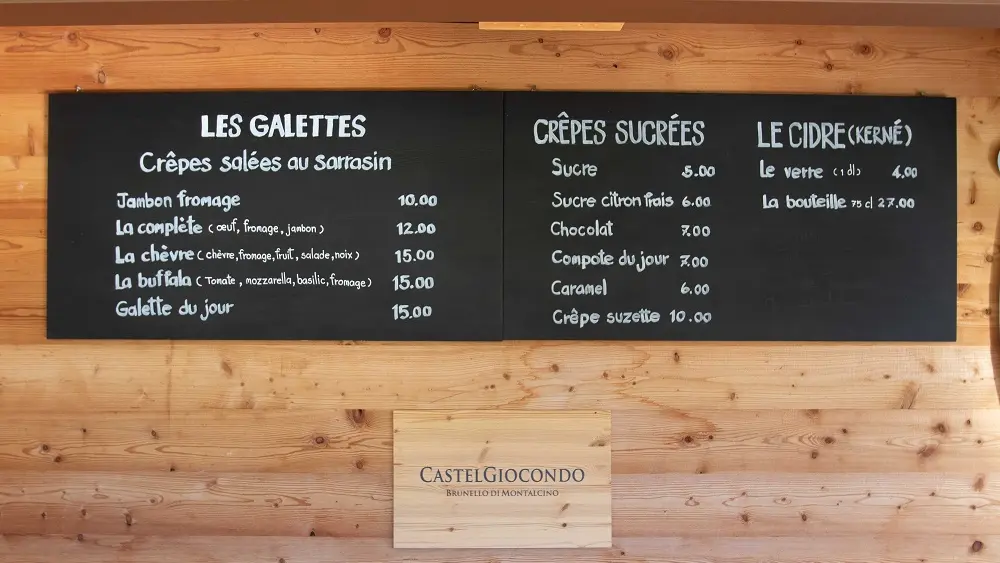 LES GALETTES
Crêpes salées au sarrasin
Jambon fromage 10.00
La complète (œuf, fromage, jambon) 12.00
La chèvre (chèvre, fromage, fruit, salade, noix) 15.00
La buffala (Tomate, mozzarella, basilic, fromage) 15.00
Galette du jour 15.00
CRÊPES SUCRÉES
Sucre 5.00
Sucre citron frais 6.00
Chocolat 7.00
Compote du jour 7.00
Caramel 6.00
Crêpe suzette 10.00
LE CIDRE (KERNÉ)
Le verre (1 dl) 4.00
La bouteille 75 cl 27.00
CASTELGIOCONDO
BRUNELLO DI MONTALCINO